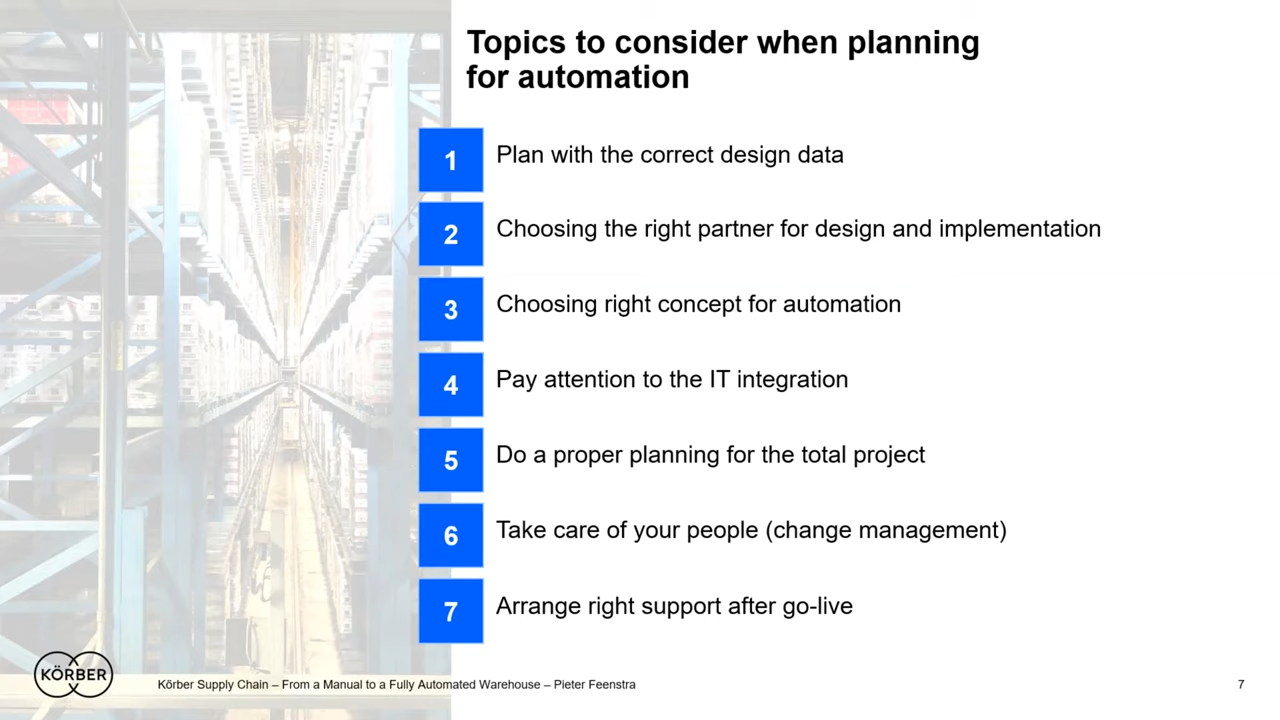 Topics to consider when planning
for automation
1
Plan with the correct design data
2
Choosing the right partner for design and implementation
3
Choosing right concept for automation
4
Pay attention to the IT integration
5
Do a proper planning for the total project
6
Take care of your people (change management)
7
Arrange right support after go-live
KÖRBER
Körber Supply Chain – From a Manual to a Fully Automated Warehouse – Pieter Feenstra
7